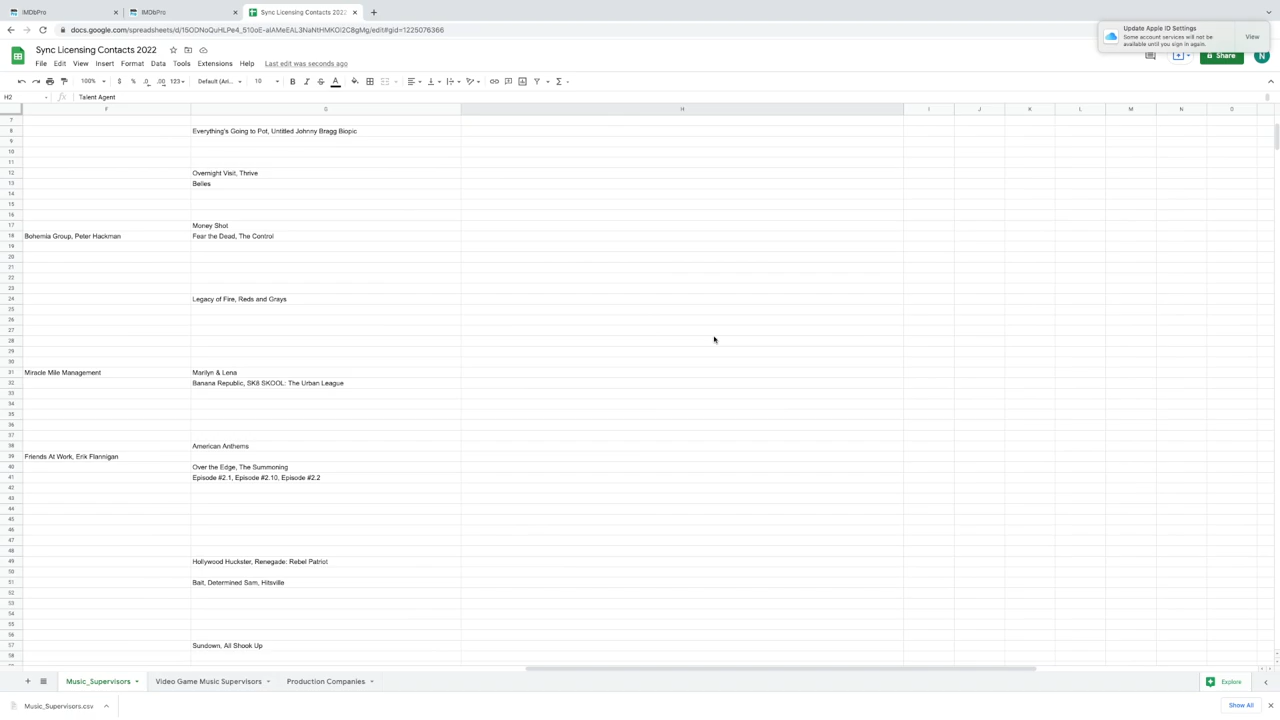 IMDbPro
IMDbPro
Sync Licensing Contacts 2022
docs.google.com/spreadsheets/d/
Sync Licensing Contacts 2022
File Edit View Insert Format Data Tools Extensions Help Last edit was seconds ago
Update Apple ID Settings
Some account services will not be available until you sign in again.
View
Share
N
100% $ % .0 .00 123 Default (Ari... 10 B I S A
H2 fx Talent Agent
F G H I J K L M N O
7
8 Everything's Going to Pot, Untitled Johnny Bragg Biopic
9
10
11
12 Overnight Visit, Thrive
13 Belles
14
15
16
17 Money Shot
18 Bohemia Group, Peter Hackman Fear the Dead, The Control
19
20
21
22
23
24 Legacy of Fire, Reds and Grays
25
26
27
28
29
30
31 Miracle Mile Management Marilyn & Lena
32 Banana Republic, SK8 SKOOL: The Urban League
33
34
35
36
37
38 American Anthems
39 Friends At Work, Erik Flannigan
40 Over the Edge, The Summoning
41 Episode #2.1, Episode #2.10, Episode #2.2
42
43
44
45
46
47
48
49 Hollywood Huckster, Renegade: Rebel Patriot
50
51 Bait, Determined Sam, Hitsville
52
53
54
55
56
57 Sundown, All Shook Up
58
Music_Supervisors Video Game Music Supervisors Production Companies Explore
Music_Supervisors.csv Show All